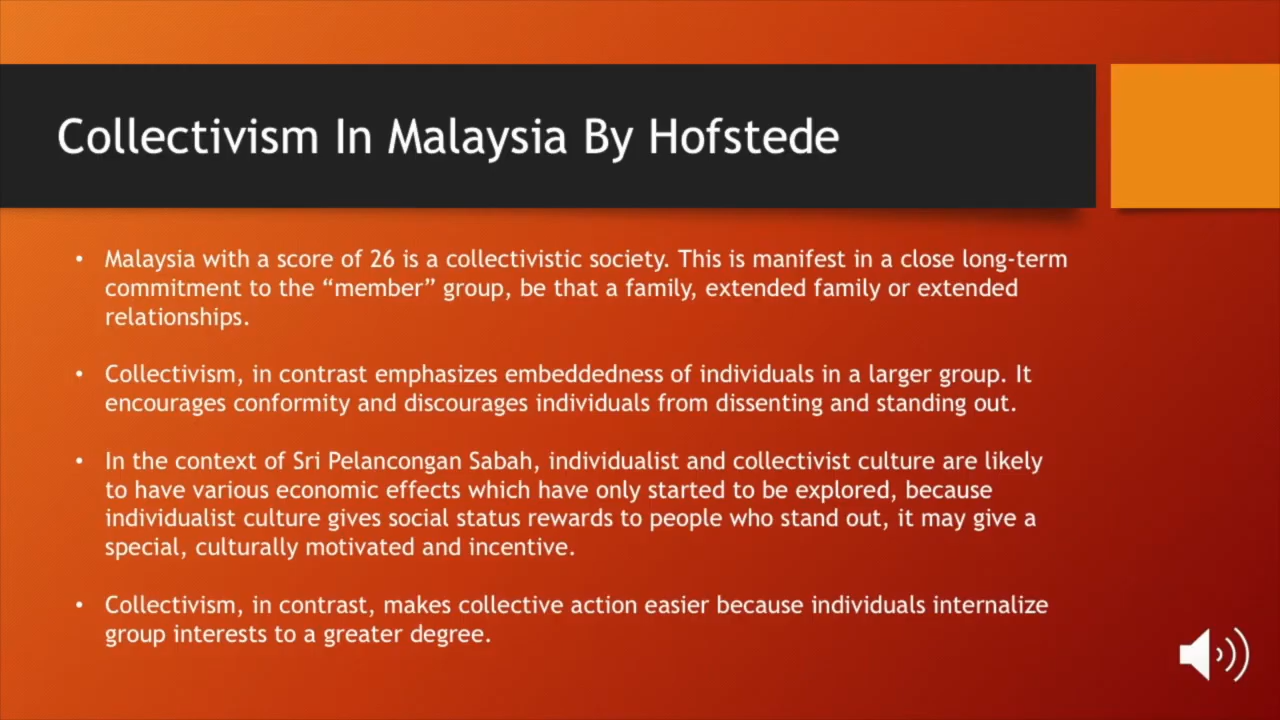 Collectivism In Malaysia By Hofstede
• Malaysia with a score of 26 is a collectivistic society. This is manifest in a close long-term
commitment to the “member” group, be that a family, extended family or extended
relationships.
• Collectivism, in contrast emphasizes embeddedness of individuals in a larger group. It
encourages conformity and discourages individuals from dissenting and standing out.
• In the context of Sri Pelancongan Sabah, individualist and collectivist culture are likely
to have various economic effects which have only started to be explored, because
individualist culture gives social status rewards to people who stand out, it may give a
special, culturally motivated and incentive.
• Collectivism, in contrast, makes collective action easier because individuals internalize
group interests to a greater degree.